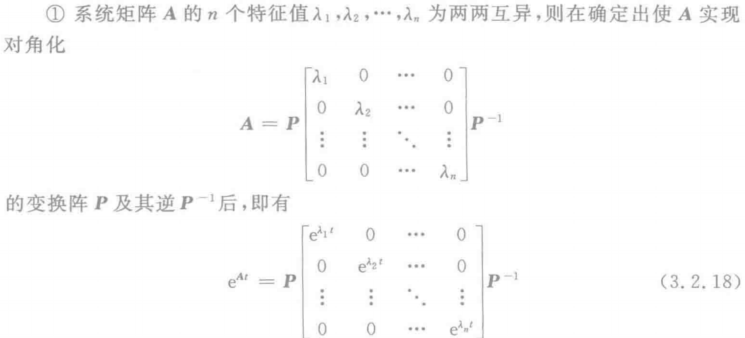 ① 系统矩阵 A 的 n 个特征值 λ₁,λ₂,⋯,λₙ 为两两互异,则在确定出使 A 实现
对角化
A = P [λ₁ 0 ⋯ 0
0 λ₂ ⋯ 0
⋮ ⋮ ⋱ ⋮
0 0 ⋯ λₙ] P⁻¹
的变换阵 P 及其逆 P⁻¹后,即有
e^{At} = P [e^{λ₁t} 0 ⋯ 0
0 e^{λ₂t} ⋯ 0
⋮ ⋮ ⋱ ⋮
0 0 ⋯ e^{λₙt}] P⁻¹ (3.2.18)